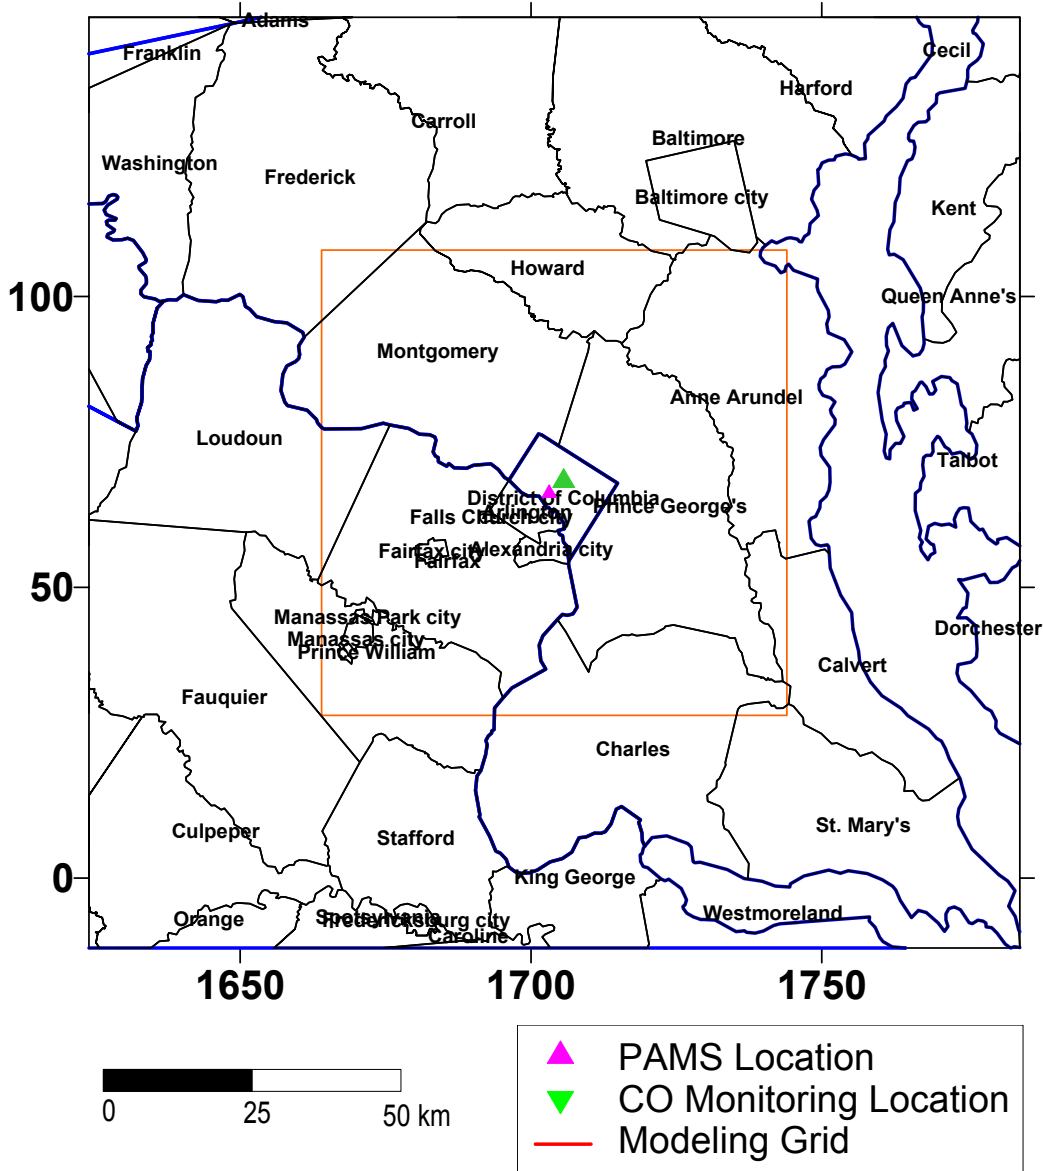 Adams
Franklin
Cecil
Harford
Carroll
Baltimore
Washington
Frederick
Baltimore city
Kent
Howard
100
Queen Anne's
Montgomery
Anne Arundel
Loudoun
Talbot
District of Columbia
Prince George's
Arlington
Falls Church city
Fairfax city
Alexandria city
Fairfax
50
Manassas Park city
Dorchester
Manassas city
Prince William
Calvert
Fauquier
Charles
St. Mary's
Culpeper
Stafford
0
King George
Westmoreland
Orange
Spotsylvania
Fredericksburg city
Caroline
1650
1700
1750
PAMS Location
CO Monitoring Location
Modeling Grid
0
25
50 km